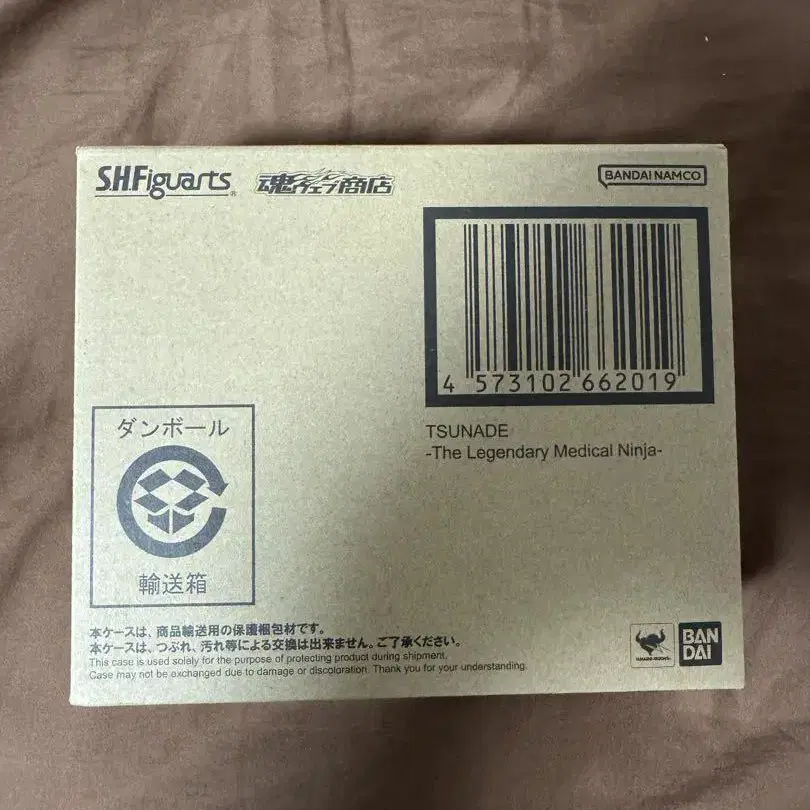 S.H.Figuarts® 魂ウェブ商店
BANDAI NAMCO
4 573102 662019
TSUNADE
-The Legendary Medical Ninja-
ダンボール
輸送箱
本ケースは、商品輸送用の保護梱包材です。
本ケースは、つぶれ、汚れ等による交換は出来ません。ご了承ください。
This case is used solely for the purpose of protecting product during shipment.
Case may not be exchanged due to damage or discoloration. Thank you for your understanding.
BAN
DAI